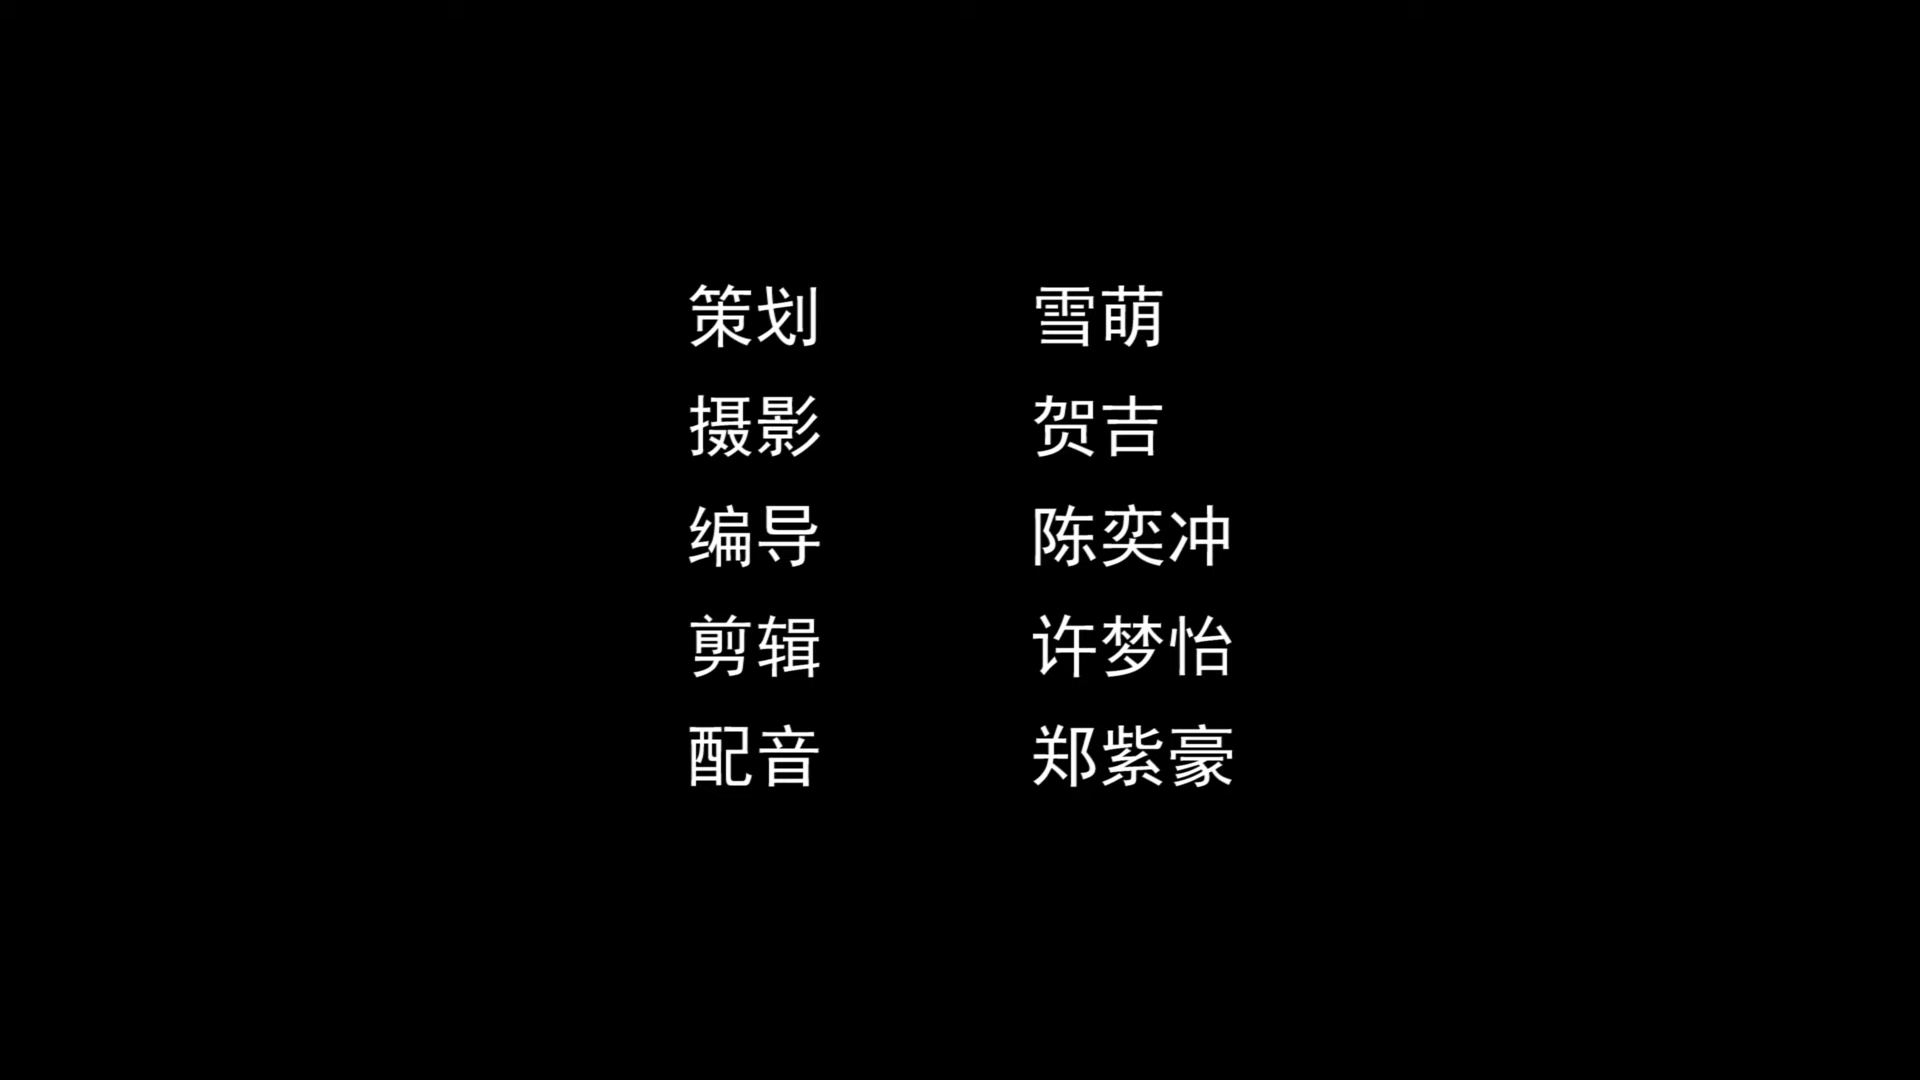 策划 雪萌
摄影 贺吉
编导 陈奕冲
剪辑 许梦怡
配音 郑紫豪